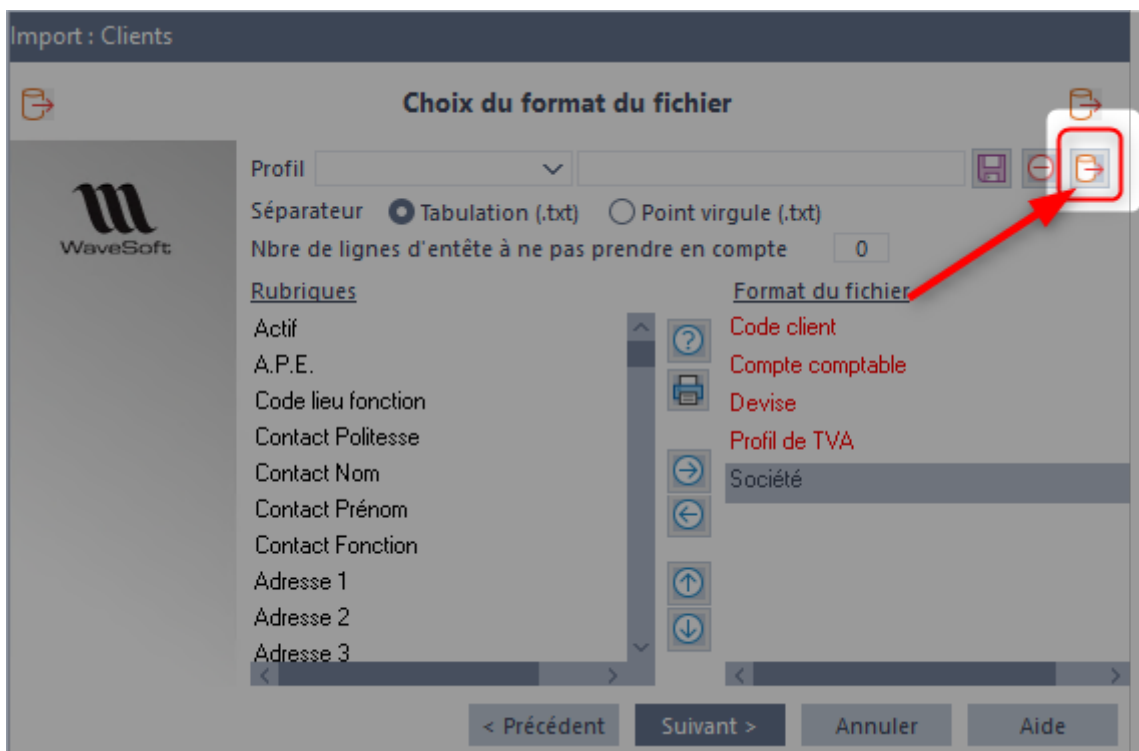 Import : Clients
Choix du format du fichier
WaveSoft
Profil
Séparateur Tabulation (.txt) Point virgule (.txt)
Nbre de lignes d'entête à ne pas prendre en compte 0
Rubriques
Actif
A.P.E.
Code lieu fonction
Contact Politesse
Contact Nom
Contact Prénom
Contact Fonction
Adresse 1
Adresse 2
Adresse 3
Format du fichier
Code client
Compte comptable
Devise
Profil de TVA
Société
< Précédent Suivant > Annuler Aide